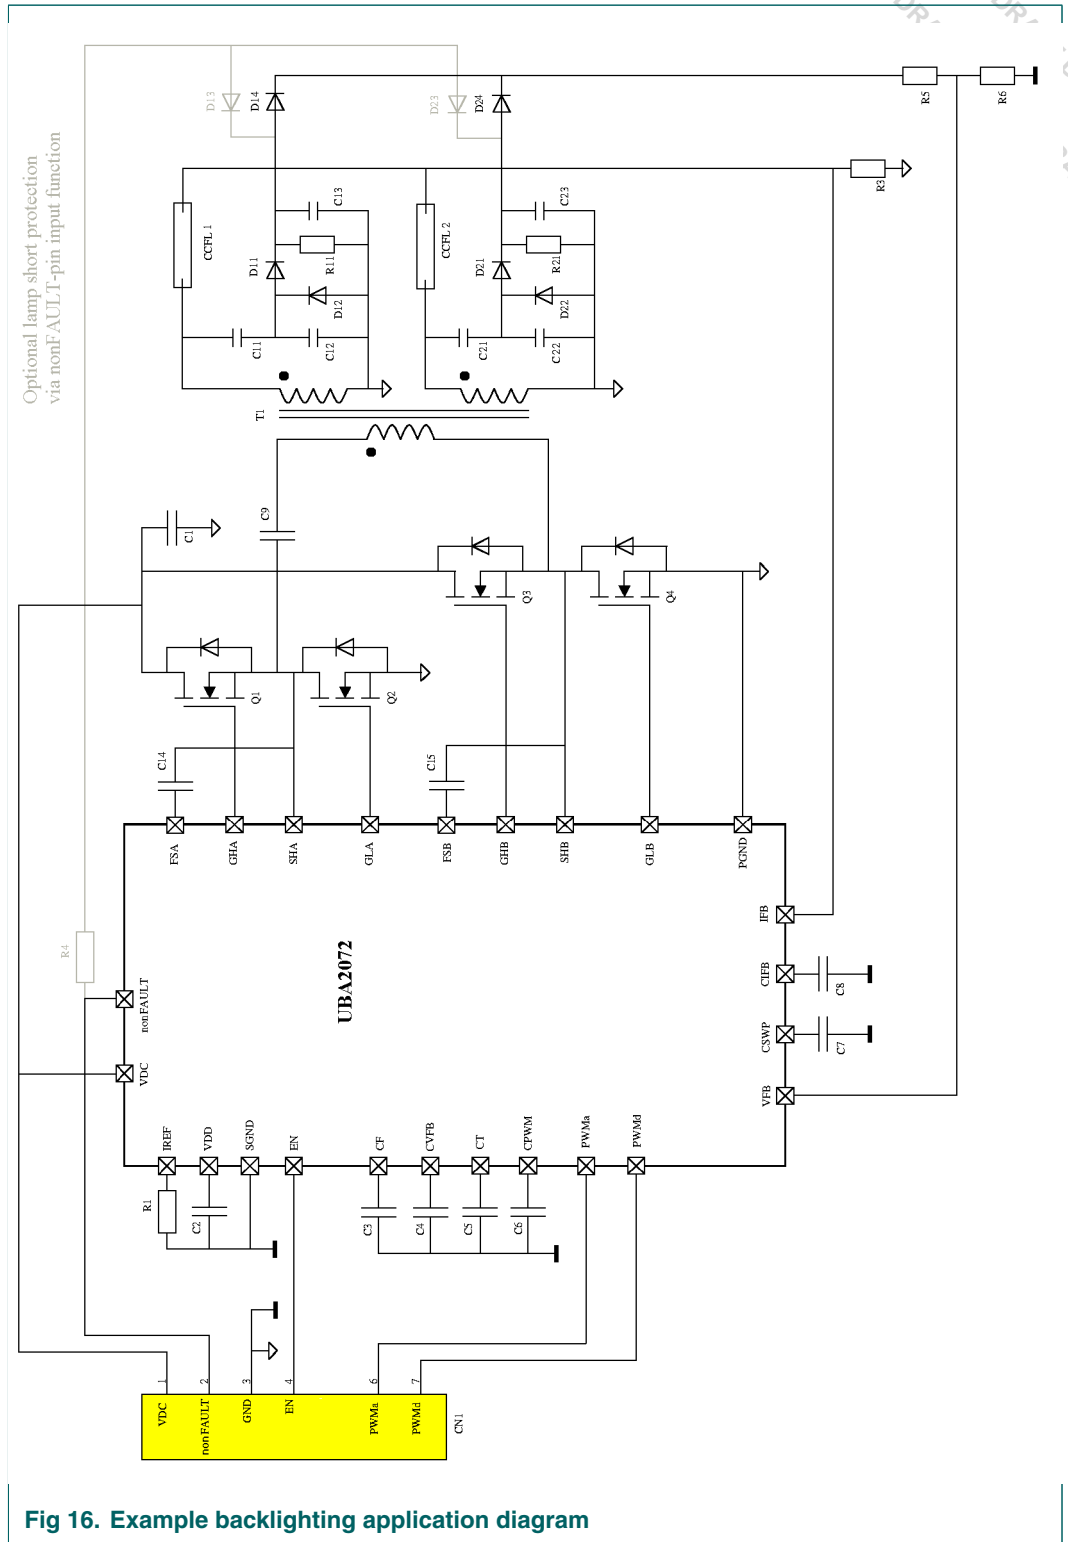 DRA
DRA
Optional lamp short protection
via nonFAULT-pin input function
D13
D14
D23
D24
R5
R6
R3
CCFL 1
C13
R11
D11
D12
C11
C12
CCFL 2
C23
R21
D21
D22
C21
C22
T1
C1
C9
Q3
Q4
Q1
Q2
C14
C15
R4
FSA
GHA
SHA
GLA
FSB
GHB
SHB
GLB
PGND
nonFAULT
VDC
UBA2072
IFB
CIFB
CSWP
VFB
C8
C7
IREF
VDD
SGND
EN
CF
CVFB
CT
CPWM
PWMa
PWMd
R1
C2
C3
C4
C5
C6
1
2
3
4
6
7
VDC
nonFAULT
GND
EN
PWMa
PWMd
CN1
Fig 16. Example backlighting application diagram